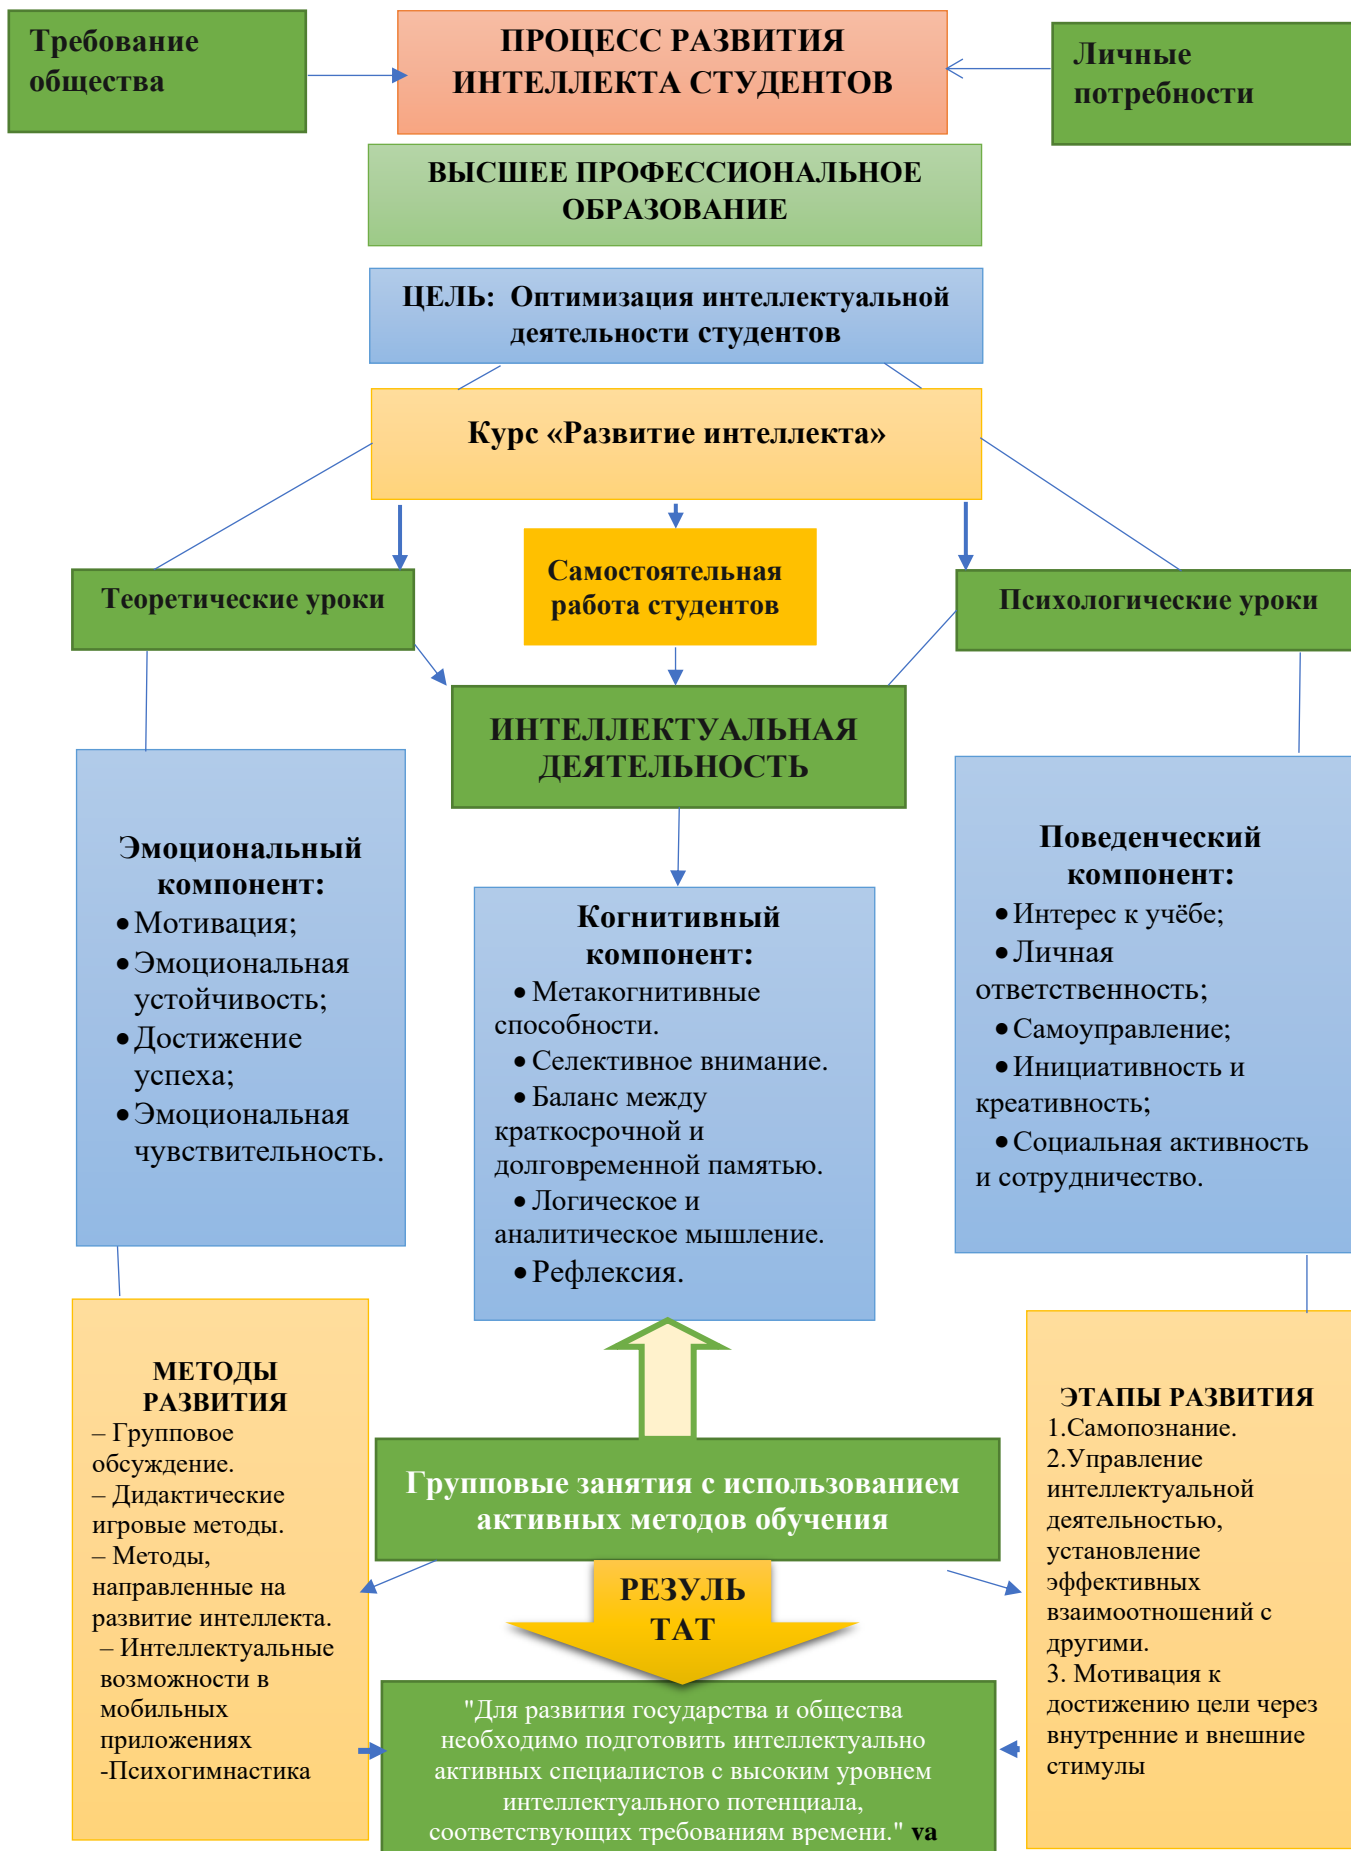 Требование
общества
ПРОЦЕСС РАЗВИТИЯ
ИНТЕЛЛЕКТА СТУДЕНТОВ
Личные
потребности
ВЫСШЕЕ ПРОФЕССИОНАЛЬНОЕ
ОБРАЗОВАНИЕ
ЦЕЛЬ: Оптимизация интеллектуальной
деятельности студентов
Курс «Развитие интеллекта»
Теоретические уроки
Самостоятельная
работа студентов
Психологические уроки
ИНТЕЛЛЕКТУАЛЬНАЯ
ДЕЯТЕЛЬНОСТЬ
Эмоциональный
компонент:
• Мотивация;
• Эмоциональная
устойчивость;
• Достижение
успеха;
• Эмоциональная
чувствительность.
Когнитивный
компонент:
• Метакогнитивные
способности.
• Селективное внимание.
• Баланс между
краткосрочной и
долговременной памятью.
• Логическое и
аналитическое мышление.
• Рефлексия.
Поведенческий
компонент:
• Интерес к учёбе;
• Личная
ответственность;
• Самоуправление;
• Инициативность и
креативность;
• Социальная активность
и сотрудничество.
МЕТОДЫ
РАЗВИТИЯ
– Групповое
обсуждение.
– Дидактические
игровые методы.
– Методы,
направленные на
развитие интеллекта.
– Интеллектуальные
возможности в
мобильных
приложениях
-Психогимнастика
Групповые занятия с использованием
активных методов обучения
РЕЗУЛЬ
ТАТ
"Для развития государства и общества
необходимо подготовить интеллектуально
активных специалистов с высоким уровнем
интеллектуального потенциала,
соответствующих требованиям времени." va
ЭТАПЫ РАЗВИТИЯ
1.Самопознание.
2.Управление
интеллектуальной
деятельностью,
установление
эффективных
взаимоотношений с
другими.
3. Мотивация к
достижению цели через
внутренние и внешние
стимулы